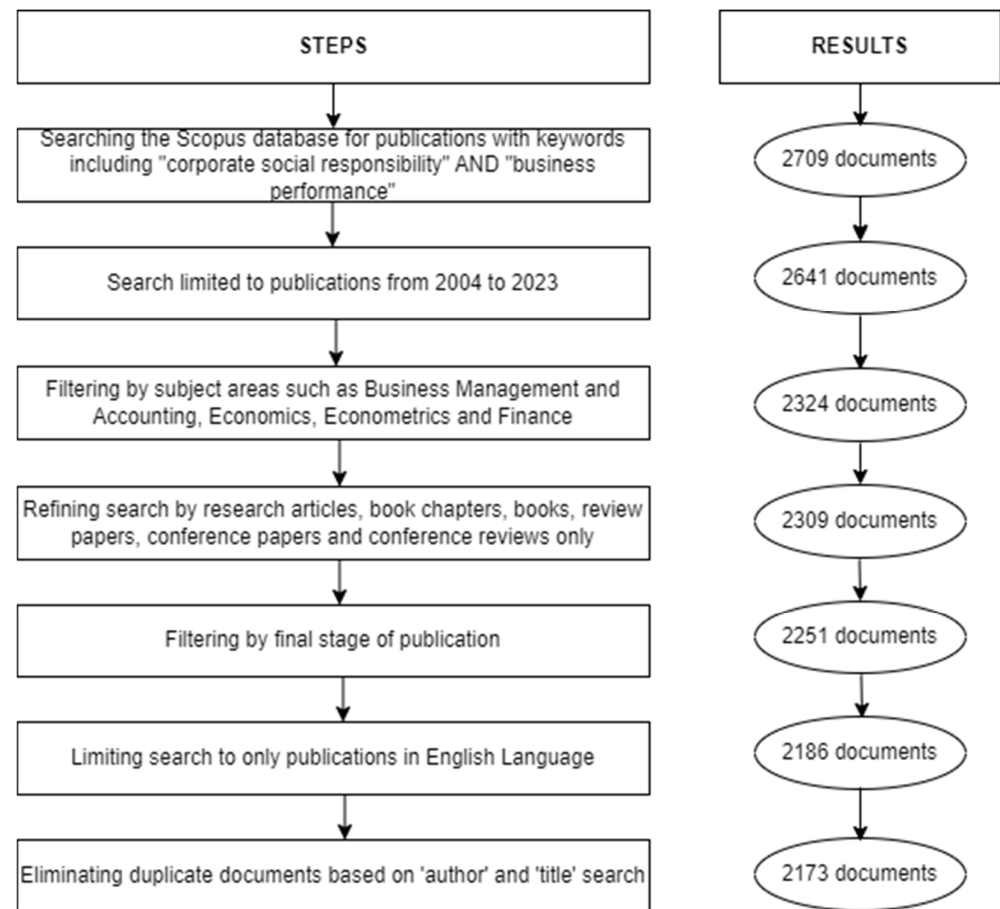 STEPS
RESULTS
Searching the Scopus database for publications with keywords
including "corporate social responsibility" AND "business
performance"
2709 documents
Search limited to publications from 2004 to 2023
2641 documents
Filtering by subject areas such as Business Management and
Accounting, Economics, Econometrics and Finance
2324 documents
Refining search by research articles, book chapters, books, review
papers, conference papers and conference reviews only
2309 documents
Filtering by final stage of publication
2251 documents
Limiting search to only publications in English Language
2186 documents
Eliminating duplicate documents based on 'author' and 'title' search
2173 documents